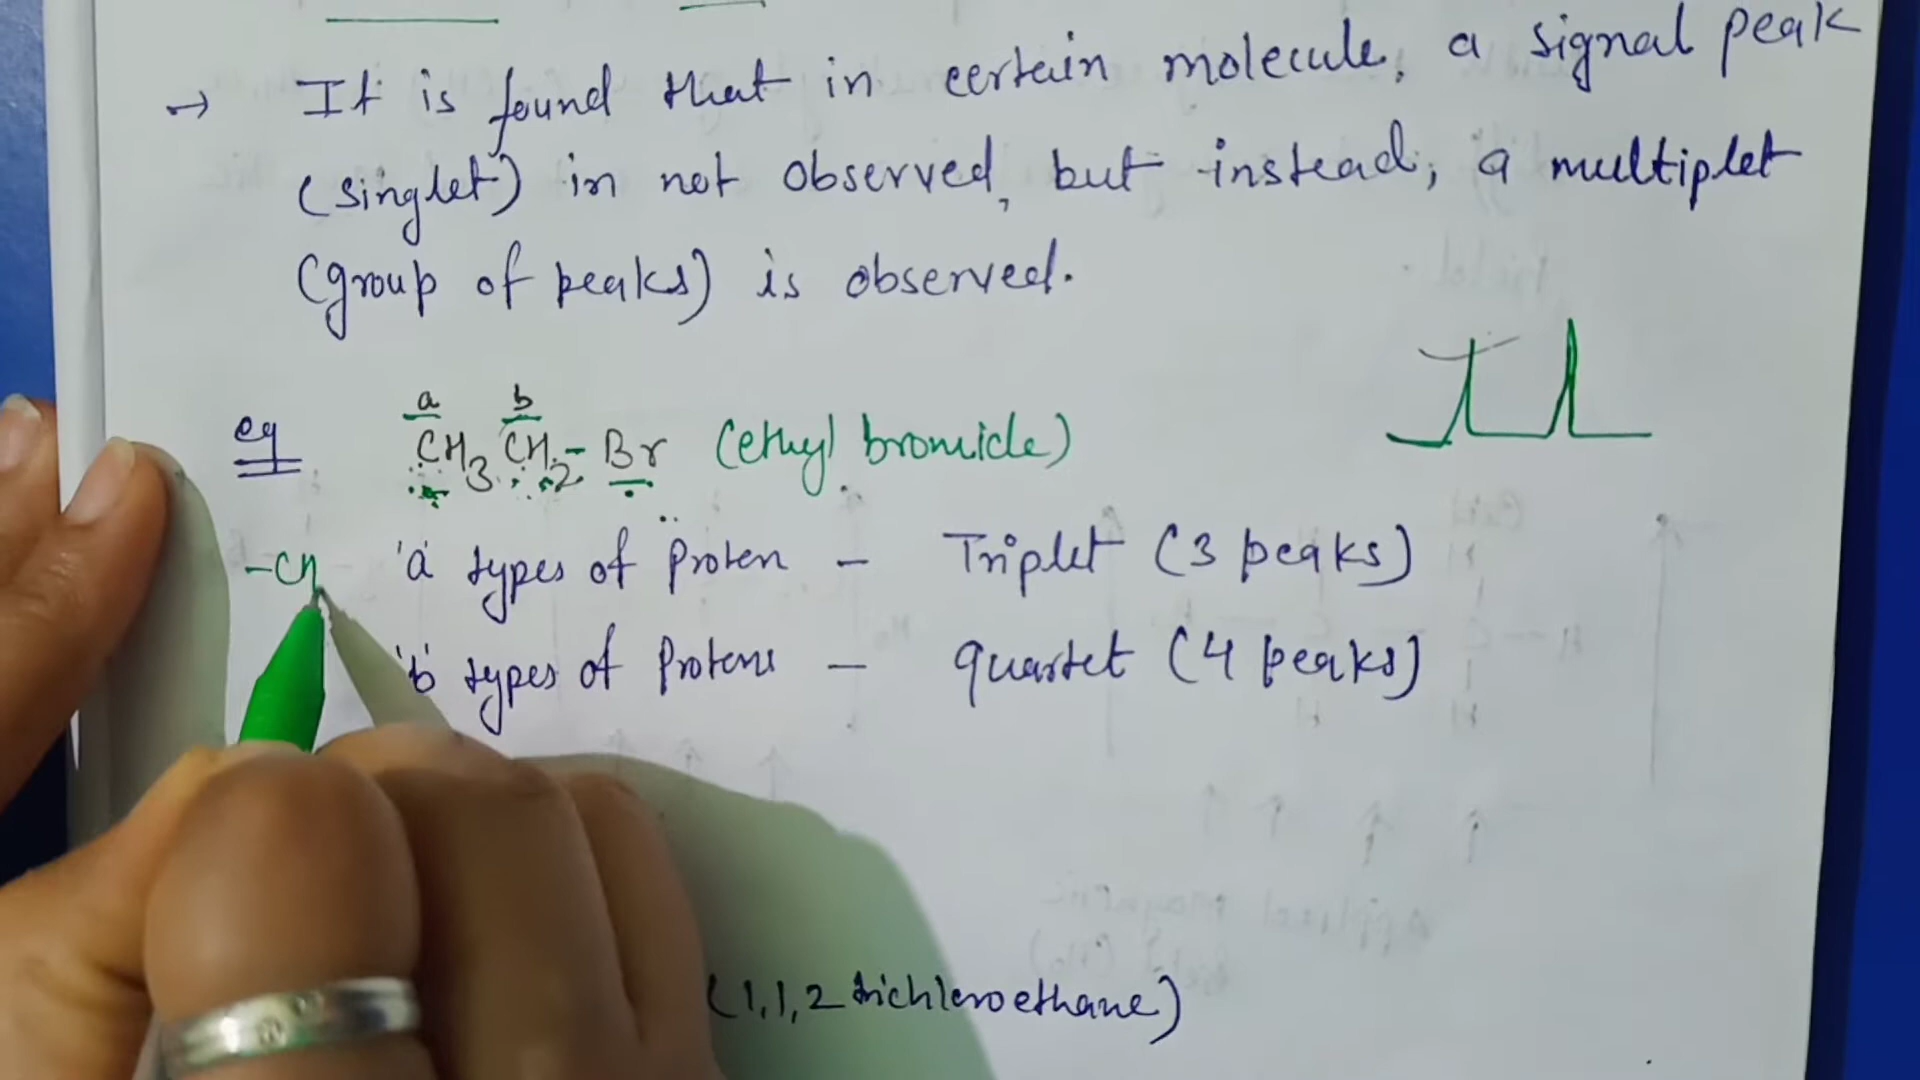 → It is found that in certain molecule, a signal peak
(singlet) in not observed, but instead, a multiplet
(group of peaks) is observed.
eg CH3 CH2 - Br (ethyl bromide)
a b
-CH 'a' types of Proton - Triplet (3 peaks)
'b' types of Protons - quartet (4 peaks)
(1,1,2 trichloroethane)